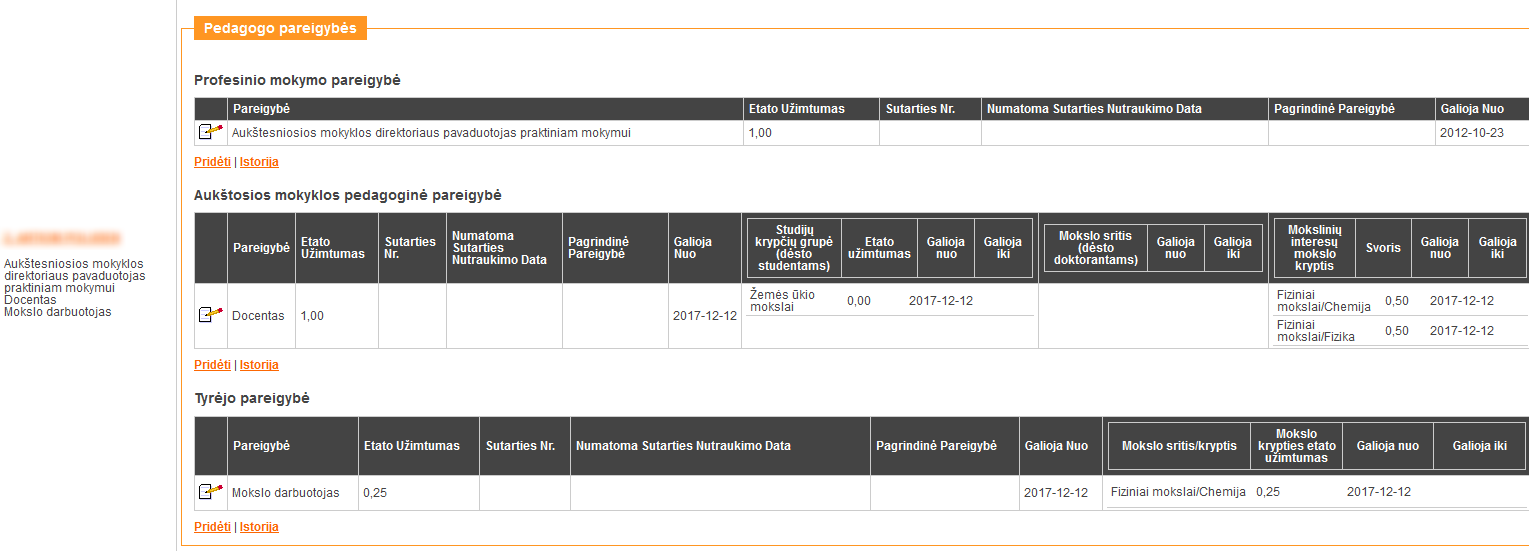 Pedagogo pareigybės
Profesinio mokymo pareigybė
Pareigybė Etato Užimtumas Sutarties Nr. Numatoma Sutarties Nutraukimo Data Pagrindinė Pareigybė Galioja Nuo
Aukštesniosios mokyklos direktoriaus pavaduotojas praktiniam mokymui 1,00 2012-10-23
Pridėti | Istorija
Aukštosios mokyklos pedagoginė pareigybė
Pareigybė
Etato
Užimtumas
Sutarties
Nr.
Numatoma
Sutarties
Nutraukimo Data
Pagrindinė
Pareigybė
Galioja
Nuo
Studijų
krypčių grupė
(dėsto
studentams)
Etato
užimtumas
Galioja
nuo
Galioja
iki
Mokslo sritis
(dėsto
doktorantams)
Galioja
nuo
Galioja
iki
Mokslinių
interesų
mokslo
kryptis
Svoris
Galioja
nuo
Galioja
iki
Docentas 1,00 2017-12-12
Žemės ūkio
mokslai
0,00 2017-12-12
Fiziniai
mokslai/Chemija
0,50 2017-12-12
Fiziniai
mokslai/Fizika
0,50 2017-12-12
Pridėti | Istorija
Tyrėjo pareigybė
Pareigybė Etato Užimtumas Sutarties Nr. Numatoma Sutarties Nutraukimo Data Pagrindinė Pareigybė Galioja Nuo
Mokslo sritis/kryptis
Mokslo
krypties etato
užimtumas
Galioja nuo
Galioja iki
Mokslo darbuotojas 0,25 2017-12-12 Fiziniai mokslai/Chemija 0,25 2017-12-12
Pridėti | Istorija
Aukštesniosios mokyklos
direktoriaus pavaduotojas
praktiniam mokymui
Docentas
Mokslo darbuotojas